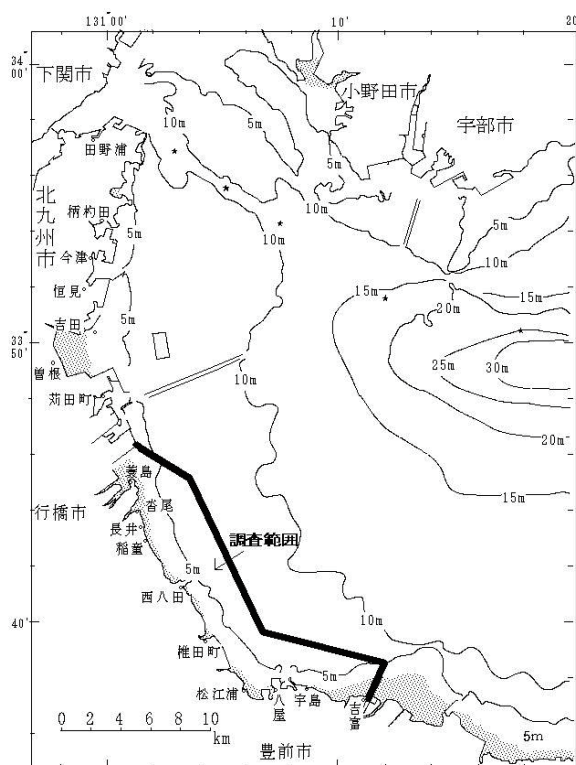 131°00′
10′
20
34
00′
下関市
小野田市
宇部市
10m
5m
5m
田野浦
北九州市
柄杓田
5m
10m
10m
5m
10m
今津
恒見
5m
15m
20m
15m
吉田
33
50′
曽根
10m
25m
30m
苅田町
20m
15m
蓑島
行橋市
沓尾
長井
稲童
調査範囲
5m
西八田
40′
10m
椎田町
5m
松江浦
八屋
宇島
吉富
0 2 4 6 8 10
km
豊前市
5m